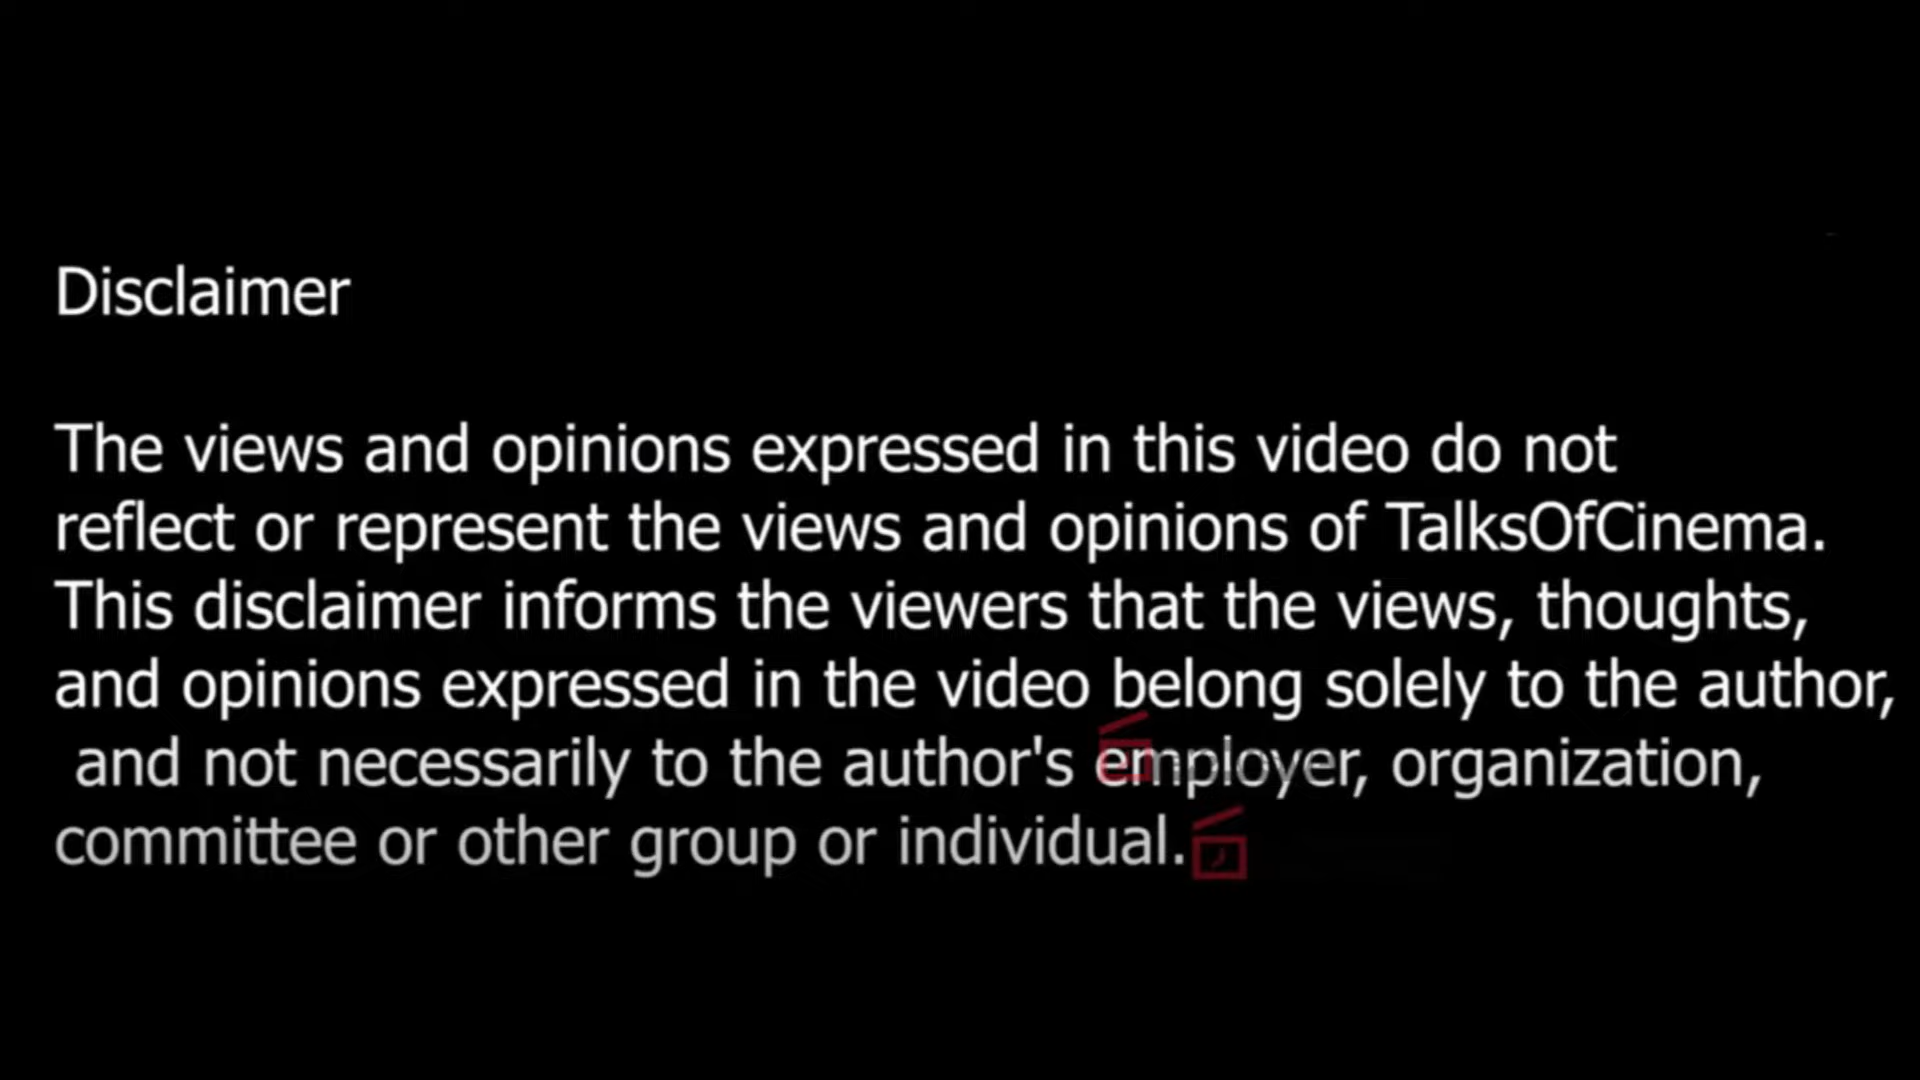 Disclaimer
The views and opinions expressed in this video do not
reflect or represent the views and opinions of TalksOfCinema.
This disclaimer informs the viewers that the views, thoughts,
and opinions expressed in the video belong solely to the author,
and not necessarily to the author's employer, organization,
committee or other group or individual.